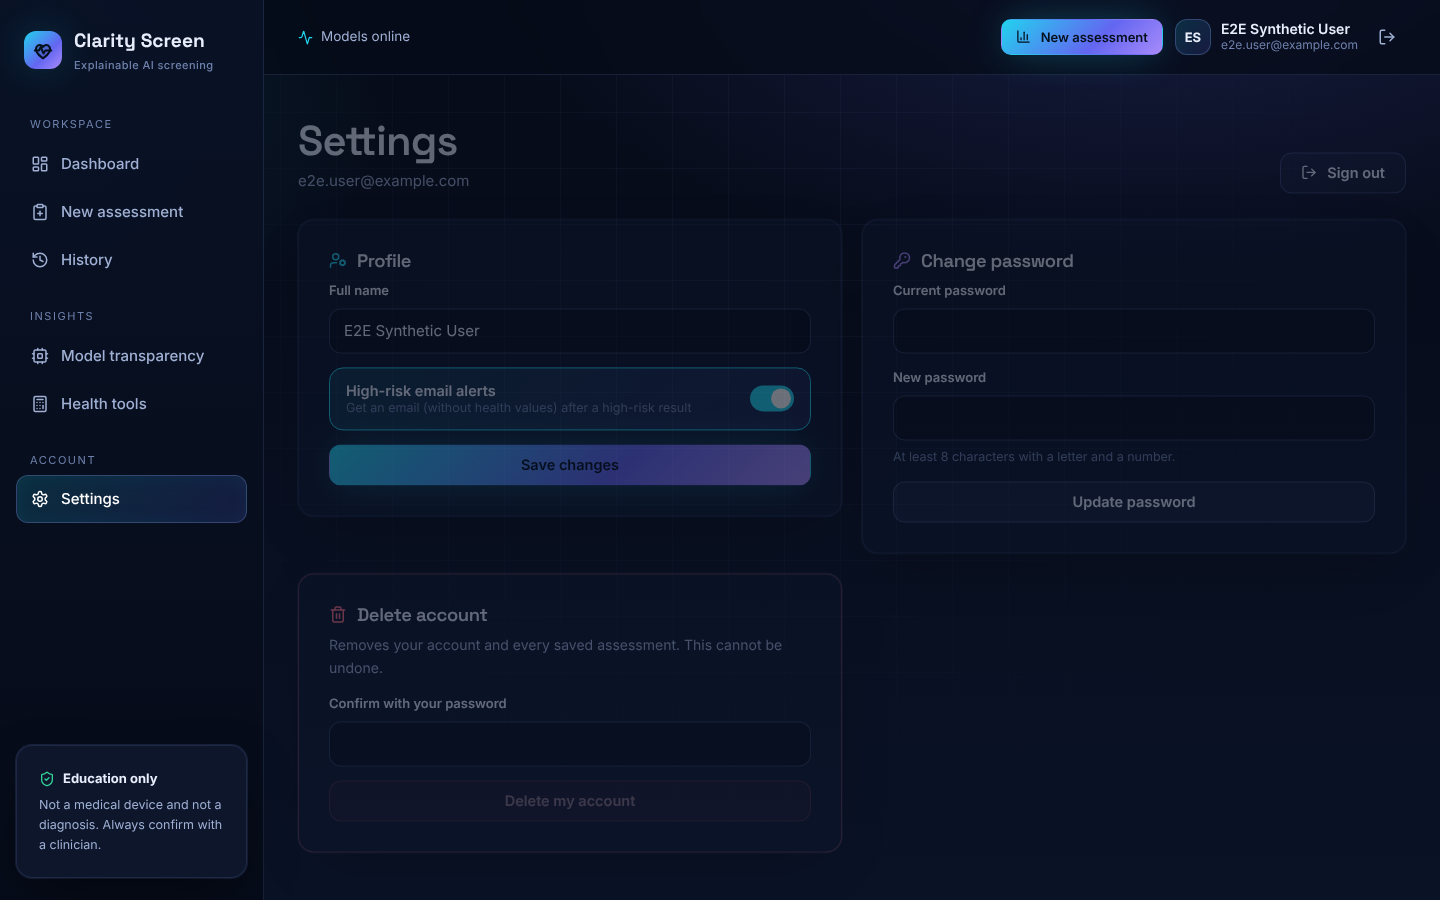 Clarity Screen
Explainable AI screening
WORKSPACE
Dashboard
New assessment
History
INSIGHTS
Model transparency
Health tools
ACCOUNT
Settings
Education only
Not a medical device and not a
diagnosis. Always confirm with
a clinician.
Models online
New assessment
ES
E2E Synthetic User
e2e.user@example.com
Settings
e2e.user@example.com
Sign out
Profile
Full name
E2E Synthetic User
High-risk email alerts
Get an email (without health values) after a high-risk result
Save changes
Change password
Current password
New password
At least 8 characters with a letter and a number.
Update password
Delete account
Removes your account and every saved assessment. This cannot be
undone.
Confirm with your password
Delete my account